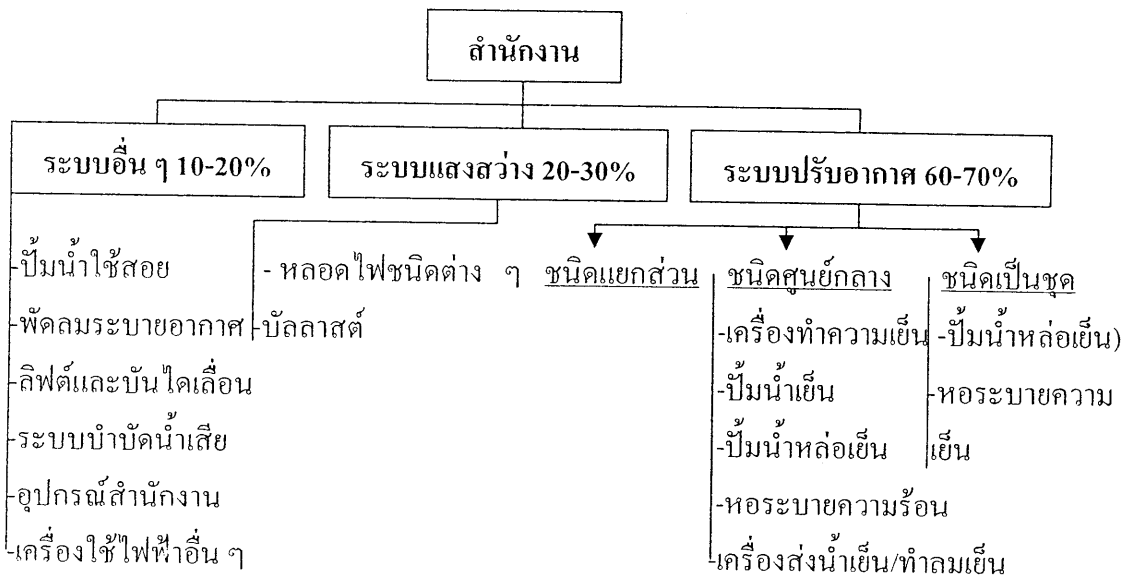 สำนักงาน
ระบบอื่น ๆ 10-20%
ระบบแสงสว่าง 20-30%
ระบบปรับอากาศ 60-70%
-ปั้มน้ำใช้สอย
-พัดลมระบายอากาศ
-ลิฟต์และบันไดเลื่อน
-ระบบบำบัดน้ำเสีย
-อุปกรณ์สำนักงาน
-เครื่องใช้ไฟฟ้าอื่น ๆ
- หลอดไฟชนิดต่าง ๆ
-บัลลาสต์
ชนิดแยกส่วน
ชนิดศูนย์กลาง
-เครื่องทำความเย็น
-ปั้มน้ำเย็น
-ปั้มน้ำหล่อเย็น
-หอระบายความร้อน
-เครื่องส่งน้ำเย็น/ทำลมเย็น
ชนิดเป็นชุด
-ปั้มน้ำหล่อเย็น)
-หอระบายความ
เย็น